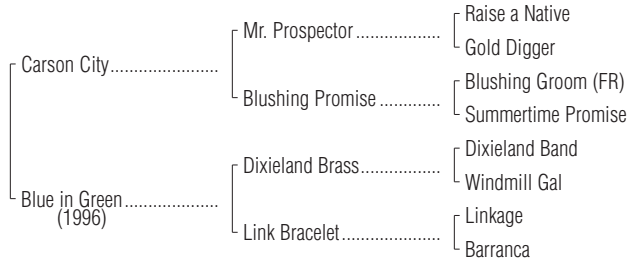 Raise a Native
Mr. Prospector ..................
Gold Digger
Carson City.......................
Blushing Groom (FR)
Blushing Promise .............
Summertime Promise
Dixieland Band
Dixieland Brass.................
Windmill Gal
Blue in Green....................
(1996)
Linkage
Link Bracelet.....................
Barranca